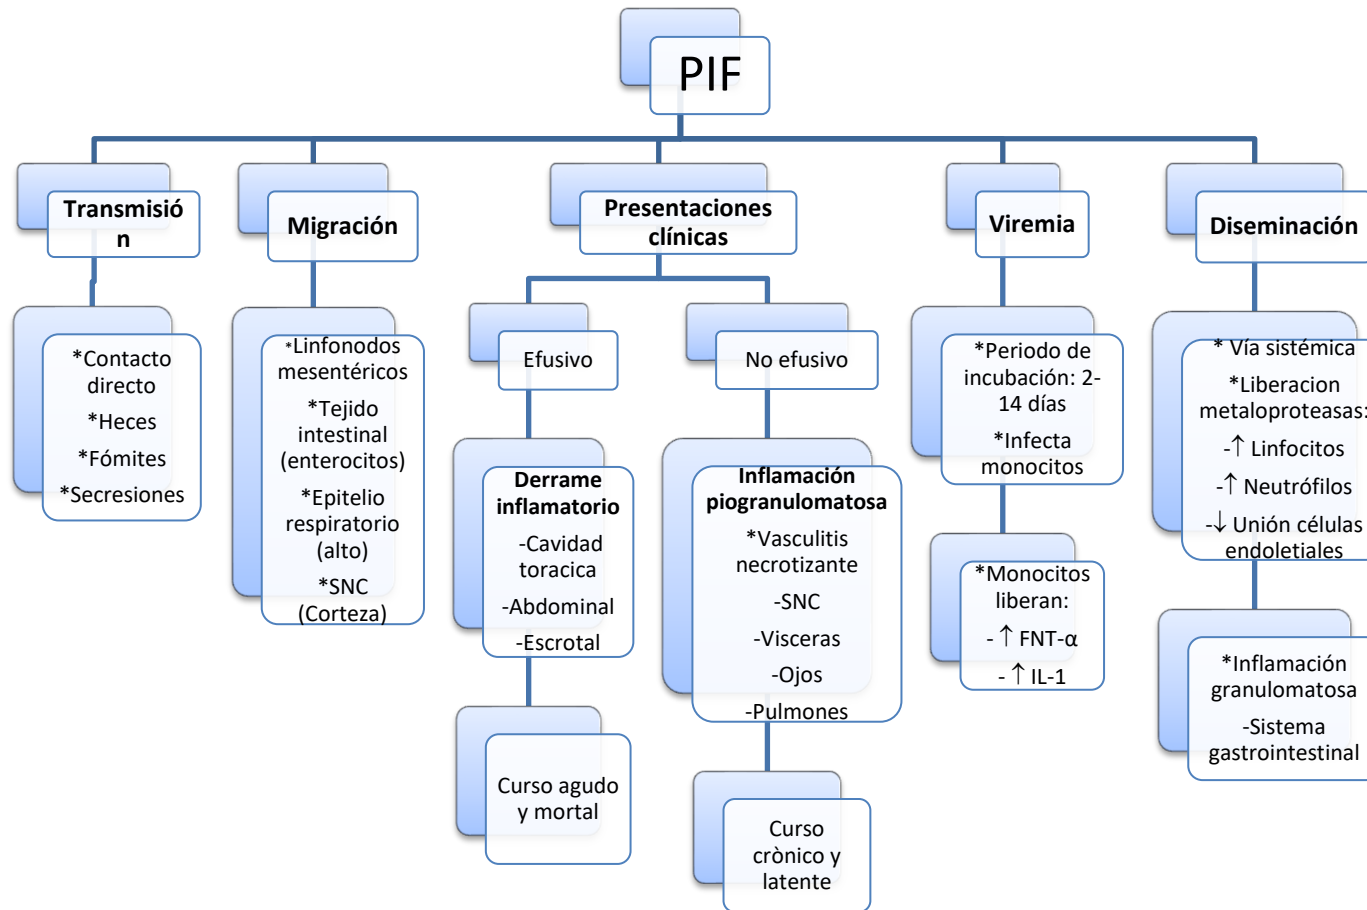 PIF
Transmisió
n
*Contacto
directo
*Heces
*Fómites
*Secresiones
Migración
*Linfonodos
mesentéricos
*Tejido
intestinal
(enterocitos)
*Epitelio
respiratorio
(alto)
*SNC
(Corteza)
Presentaciones
clínicas
Efusivo
Derrame
inflamatorio
-Cavidad
toracica
-Abdominal
-Escrotal
Curso agudo
y mortal
No efusivo
Inflamación
piogranulomatosa
*Vasculitis
necrotizante
-SNC
-Visceras
-Ojos
-Pulmones
Curso
crònico y
latente
Viremia
*Periodo de
incubación: 2-
14 días
*Infecta
monocitos
*Monocitos
liberan:
- ↑ FNT-α
- ↑ IL-1
Diseminación
* Vía sistémica
*Liberacion
metaloproteasas:
-↑ Linfocitos
-↑ Neutrófilos
-↓ Unión células
endoletiales
*Inflamación
granulomatosa
-Sistema
gastrointestinal